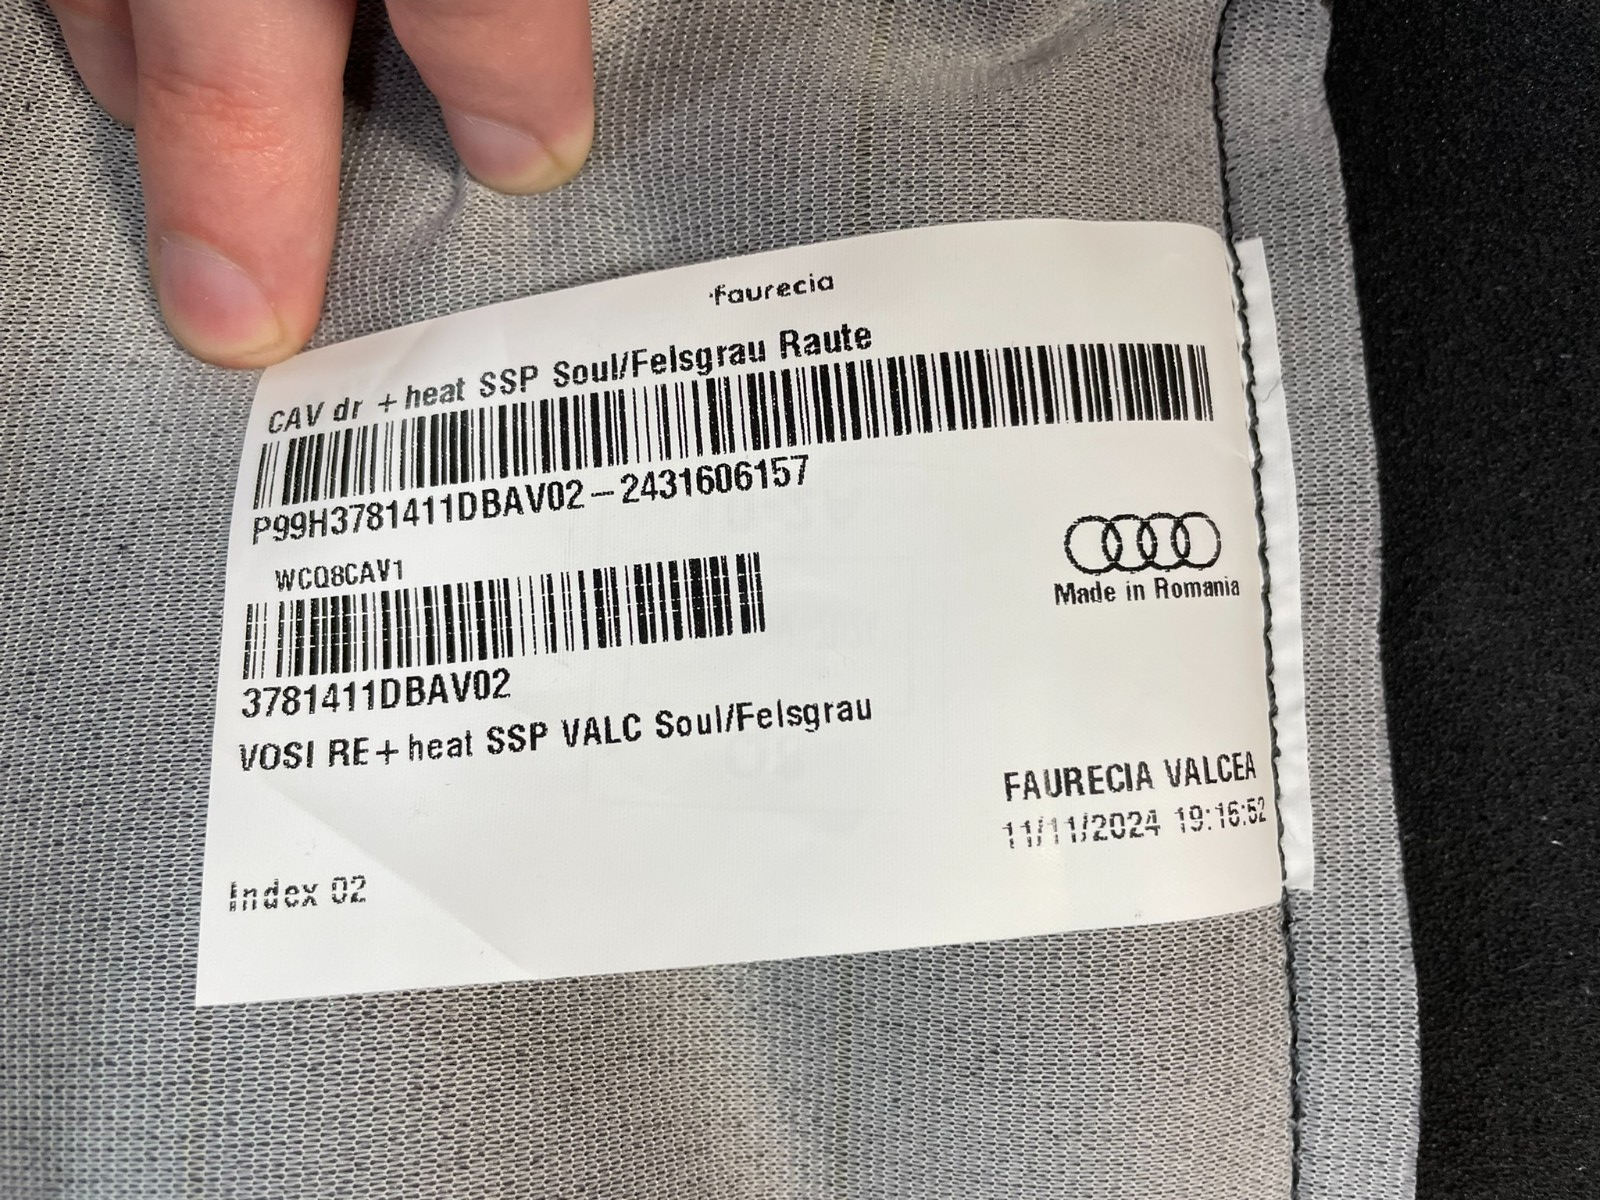 faurecia
CAV dr + heat SSP Soul/Felsgrau Raute
P99H3781411DBAV02-2431606157
WCQ8CAV1
Made in Romania
3781411DBAV02
VOSI RE+heat SSP VALC Soul/Felsgrau
FAURECIA VALCEA
11/11/2024 19:16:52
Index 02